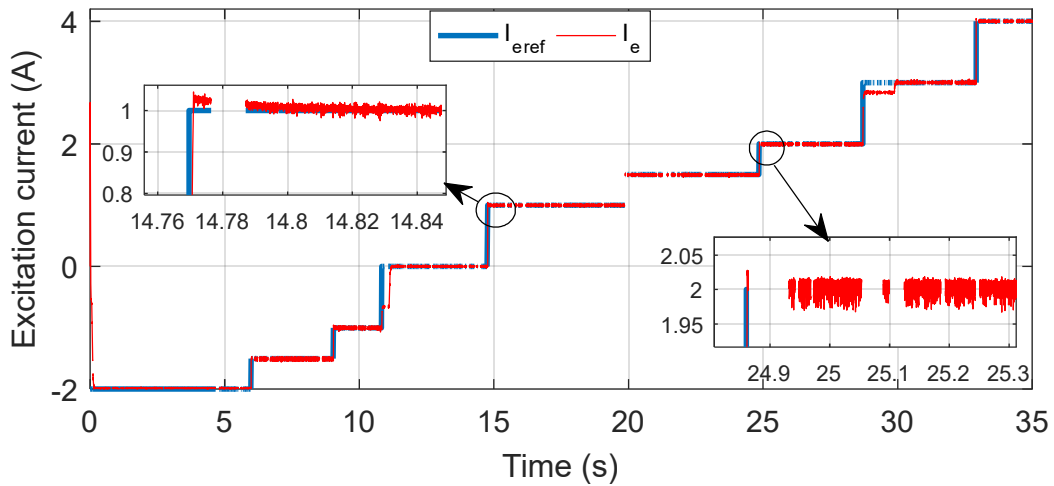 4
2
0
-2
Excitation current (A)
I_eref I_e
1
0.9
0.8
14.76 14.78 14.8 14.82 14.84
2.05
2
1.95
24.9 25 25.1 25.2 25.3
0 5 10 15 20 25 30 35
Time (s)